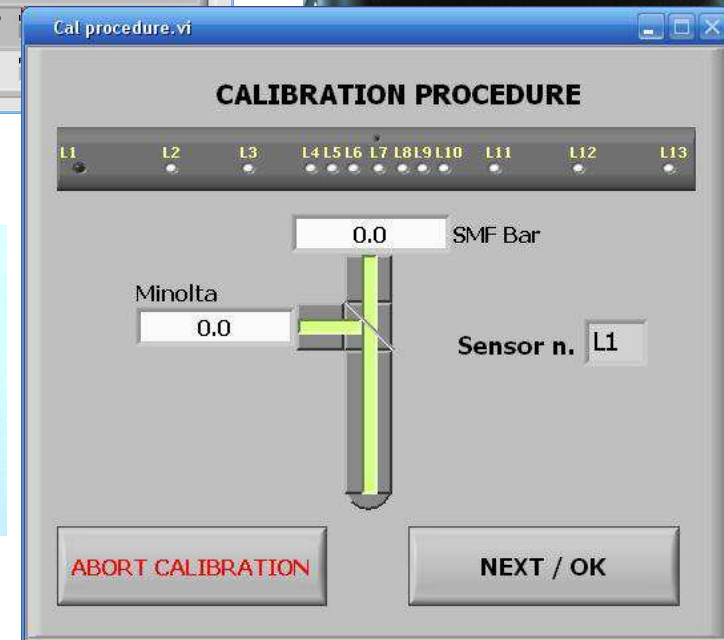 Cal procedure.vi
CALIBRATION PROCEDURE
L1 L2 L3 L4 L5 L6 L7 L8 L9 L10 L11 L12 L13
0.0 SMF Bar
Minolta
0.0
Sensor n. L1
ABORT CALIBRATION NEXT / OK